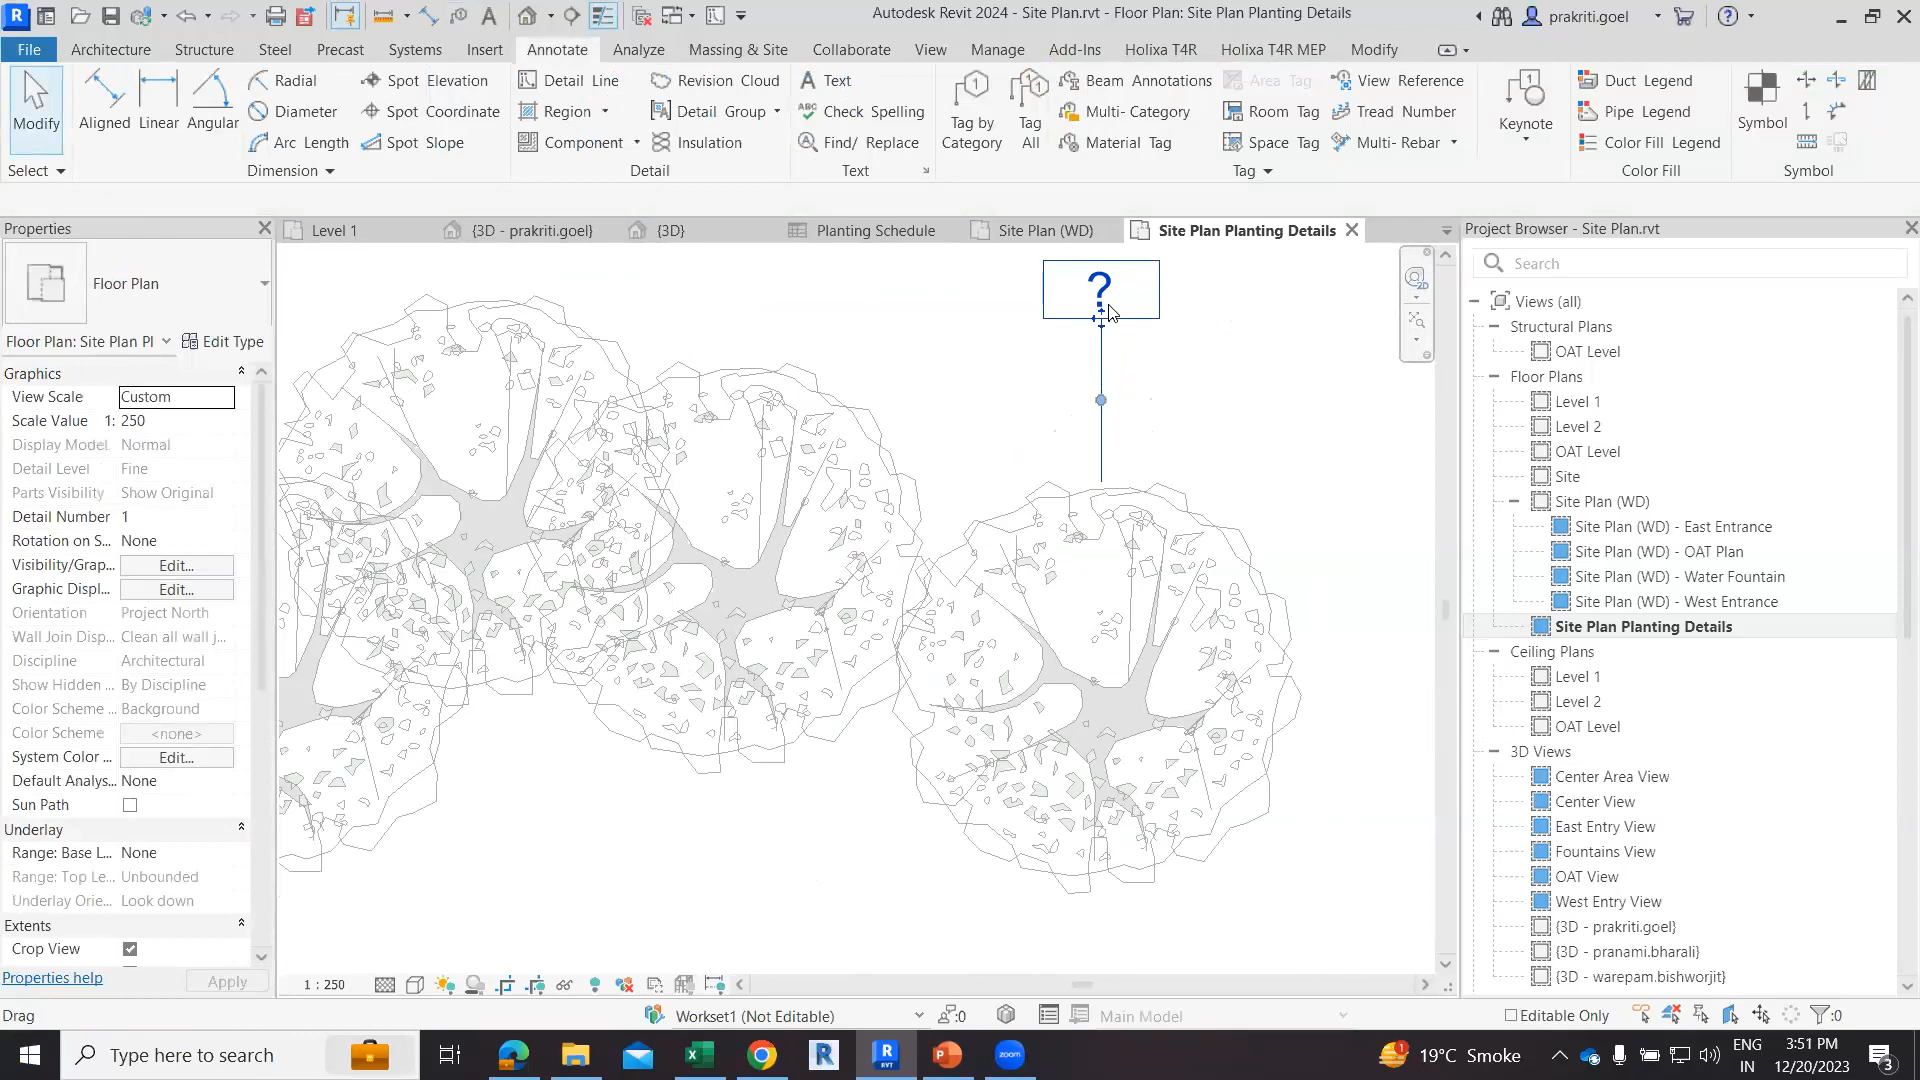 Autodesk Revit 2024 - Site Plan.rvt - Floor Plan: Site Plan Planting Details
prakriti.goel
File Architecture Structure Steel Precast Systems Insert Annotate Analyze Massing & Site Collaborate View Manage Add-Ins Holixa T4R Holixa T4R MEP Modify
Modify
Aligned Linear Angular
Radial
Diameter
Arc Length
Spot Elevation
Spot Coordinate
Spot Slope
Detail Line
Region
Component
Revision Cloud
Detail Group
Insulation
Text
Check Spelling
Find/ Replace
Tag by Category
Tag All
Beam Annotations
Multi- Category
Material Tag
Area Tag
Room Tag
Space Tag
View Reference
Tread Number
Multi- Rebar
Keynote
Duct Legend
Pipe Legend
Color Fill Legend
Symbol
Select Dimension Detail Text Tag Color Fill Symbol
Properties
Floor Plan
Floor Plan: Site Plan Pl Edit Type
Graphics
View Scale Custom
Scale Value 1: 250
Display Model Normal
Detail Level Fine
Parts Visibility Show Original
Detail Number 1
Rotation on S... None
Visibility/Grap... Edit...
Graphic Displ... Edit...
Orientation Project North
Wall Join Disp... Clean all wall j...
Discipline Architectural
Show Hidden ... By Discipline
Color Scheme ... Background
Color Scheme <none>
System Color ... Edit...
Default Analys... None
Sun Path
Underlay
Range: Base L... None
Range: Top Le... Unbounded
Underlay Orie... Look down
Extents
Crop View
Properties help Apply
Level 1 {3D - prakriti.goel} {3D} Planting Schedule Site Plan (WD) Site Plan Planting Details
?
2D
1 : 250
Project Browser - Site Plan.rvt
Search
Views (all)
Structural Plans
OAT Level
Floor Plans
Level 1
Level 2
OAT Level
Site
Site Plan (WD)
Site Plan (WD) - East Entrance
Site Plan (WD) - OAT Plan
Site Plan (WD) - Water Fountain
Site Plan (WD) - West Entrance
Site Plan Planting Details
Ceiling Plans
Level 1
Level 2
OAT Level
3D Views
Center Area View
Center View
East Entry View
Fountains View
OAT View
West Entry View
{3D - prakriti.goel}
{3D - pranami.bharali}
{3D - warepam.bishworjit}
Drag
Workset1 (Not Editable) :0 Main Model Editable Only :0
Type here to search
19°C Smoke
ENG
IN
3:51 PM
12/20/2023
3